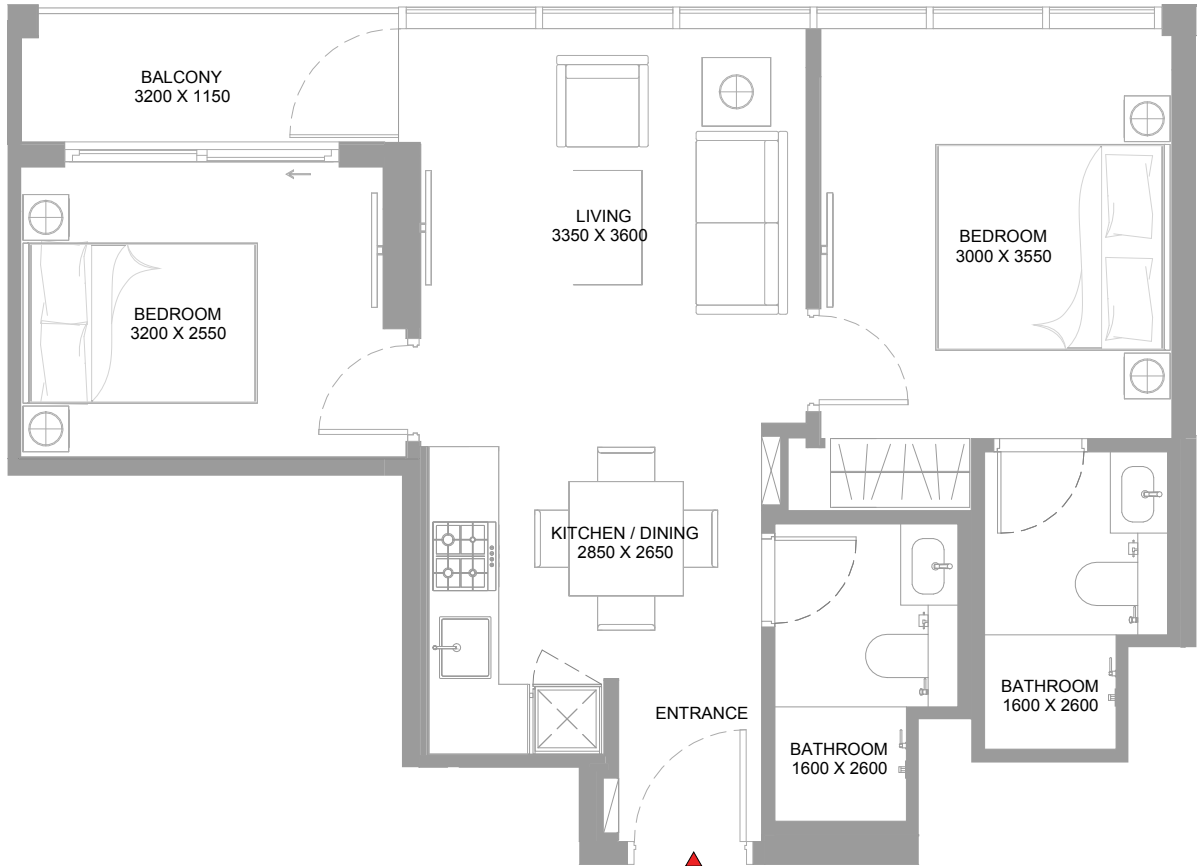 BALCONY
3200 X 1150
LIVING
3350 X 3600
BEDROOM
3000 X 3550
BEDROOM
3200 X 2550
KITCHEN / DINING
2850 X 2650
ENTRANCE
BATHROOM
1600 X 2600
BATHROOM
1600 X 2600